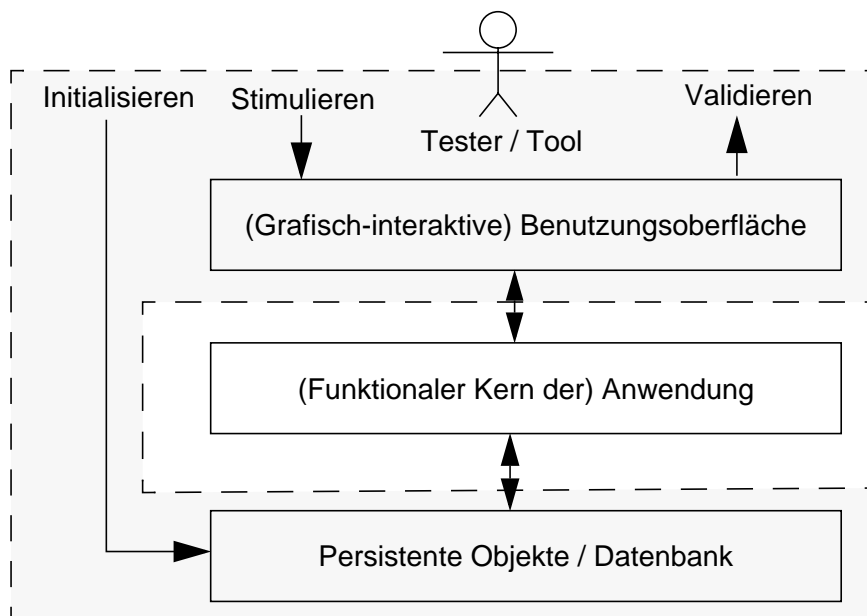 Initialisieren
Stimulieren
Validieren
Tester / Tool
(Grafisch-interaktive) Benutzungsoberfläche
(Funktionaler Kern der) Anwendung
Persistente Objekte / Datenbank